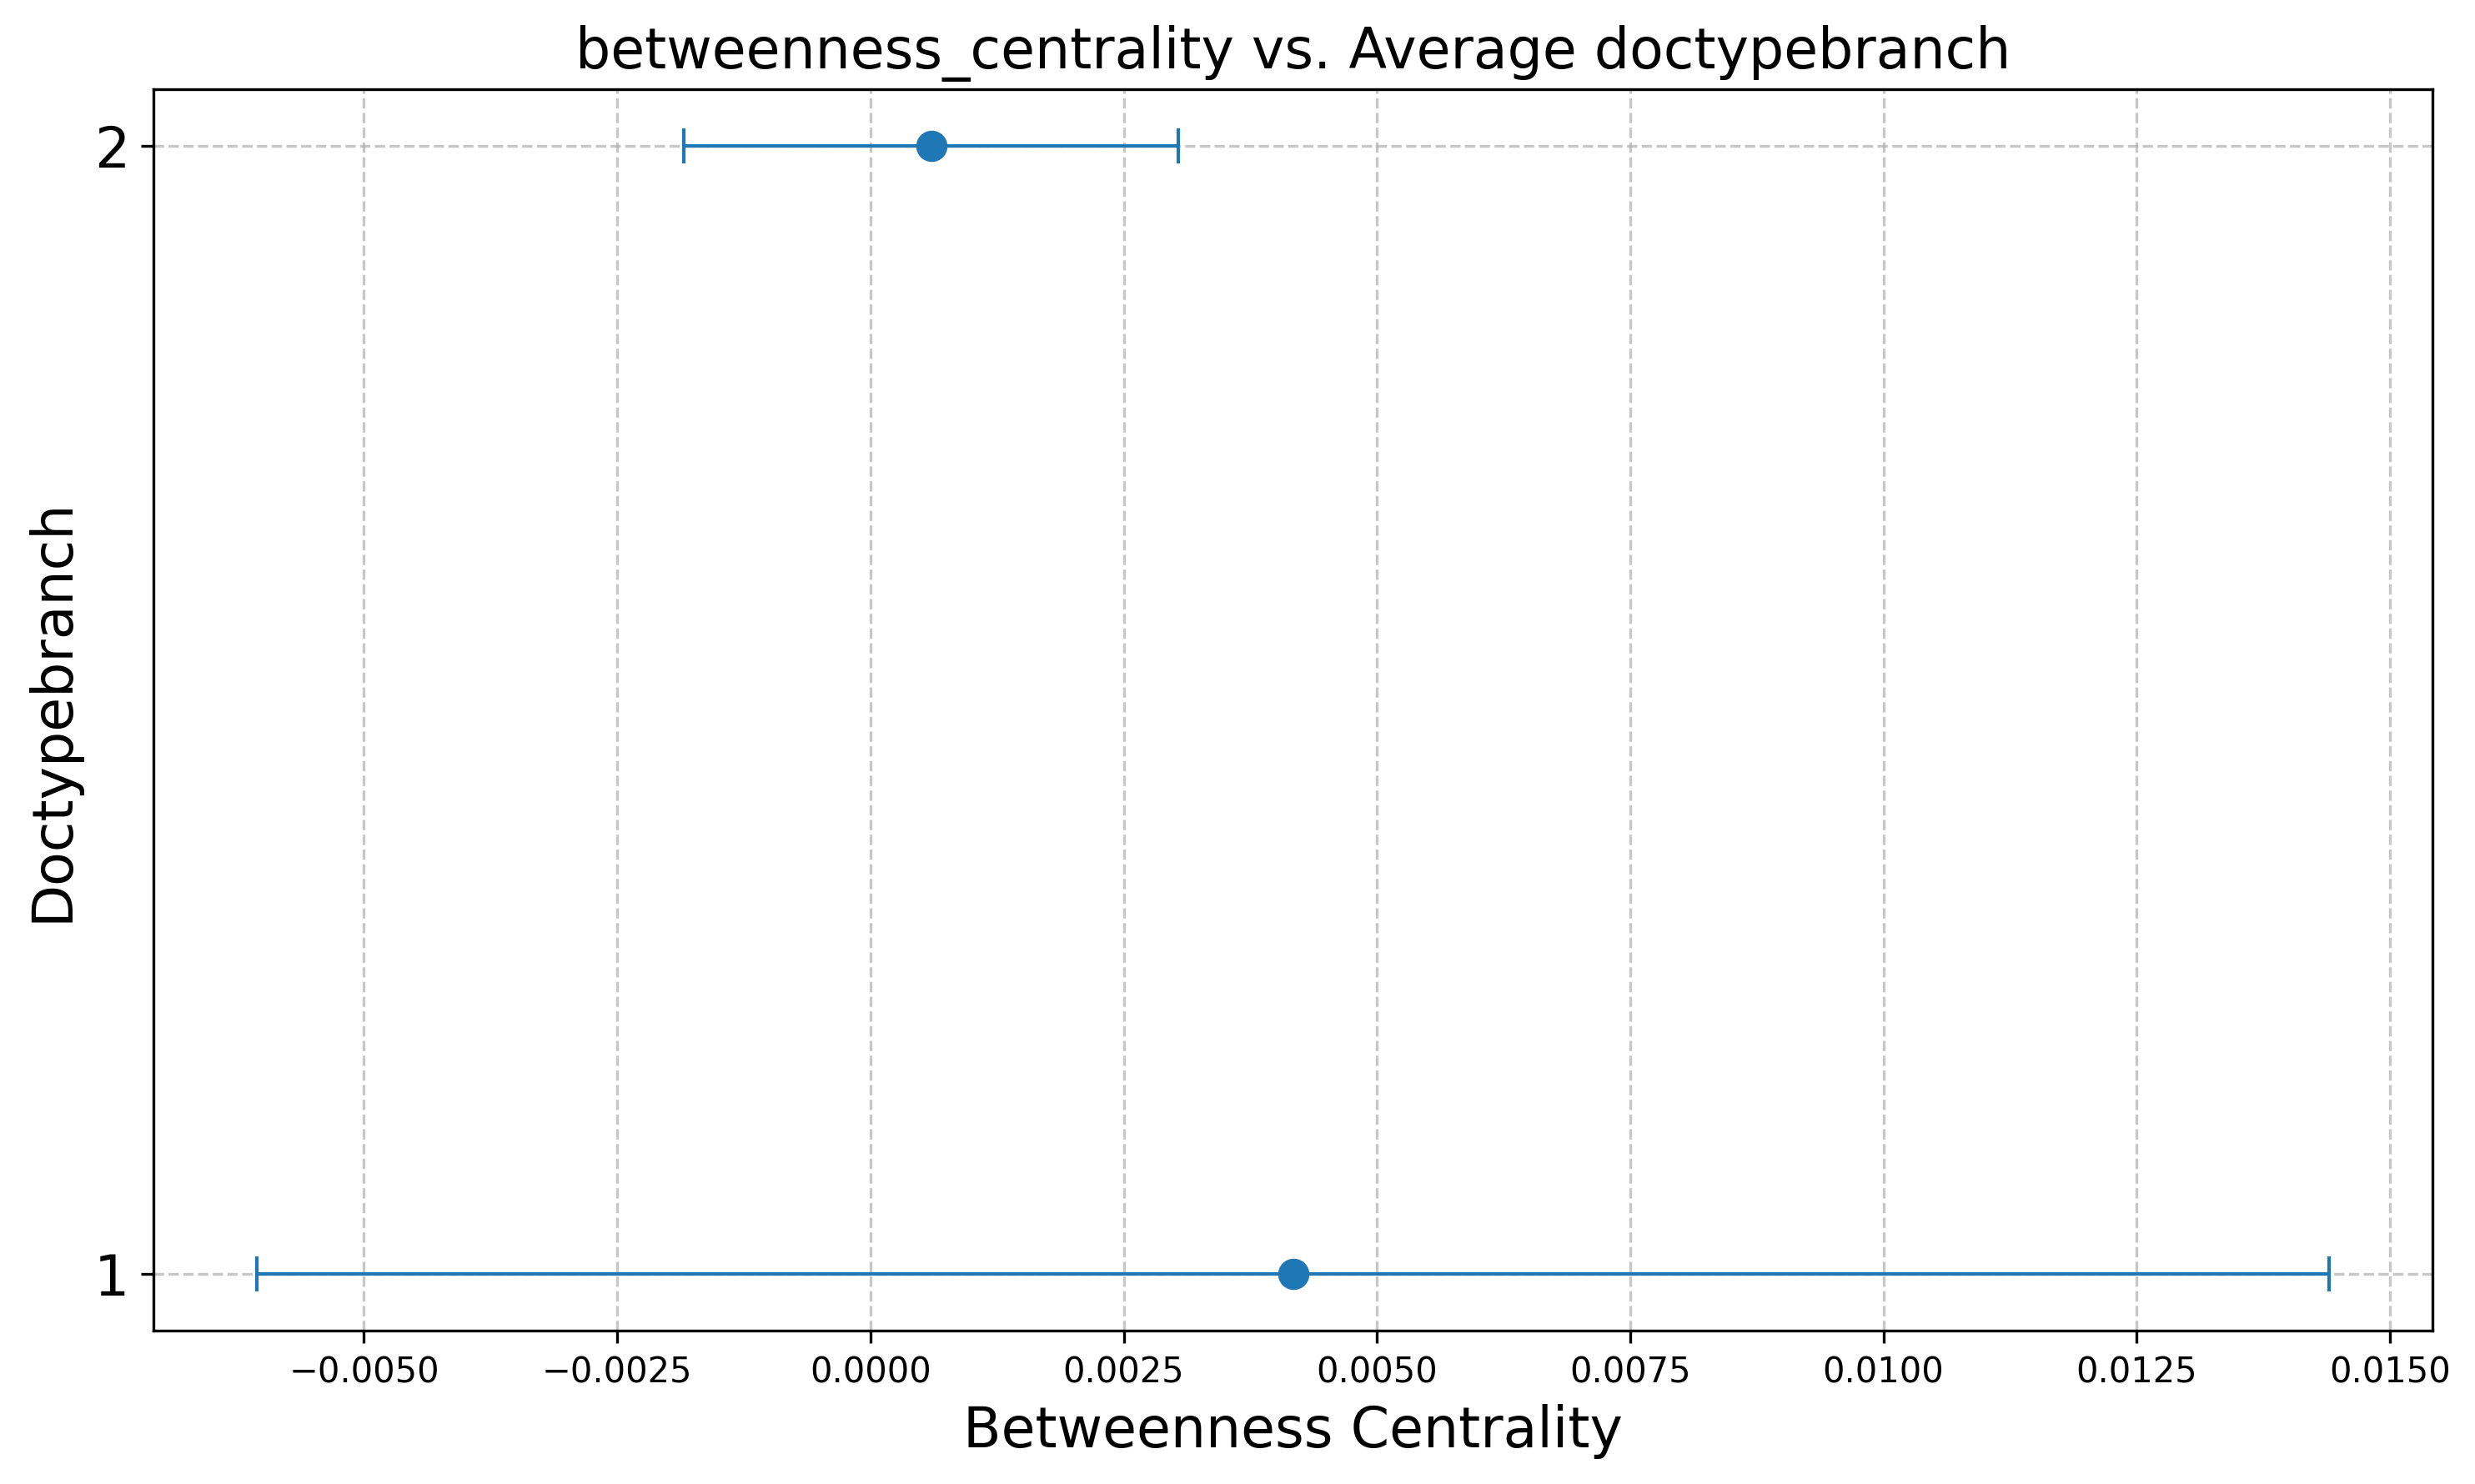 betweenness_centrality vs. Average doctypebranch
2
Doctypebranch
1
−0.0050 −0.0025 0.0000 0.0025 0.0050 0.0075 0.0100 0.0125 0.0150
Betweenness Centrality